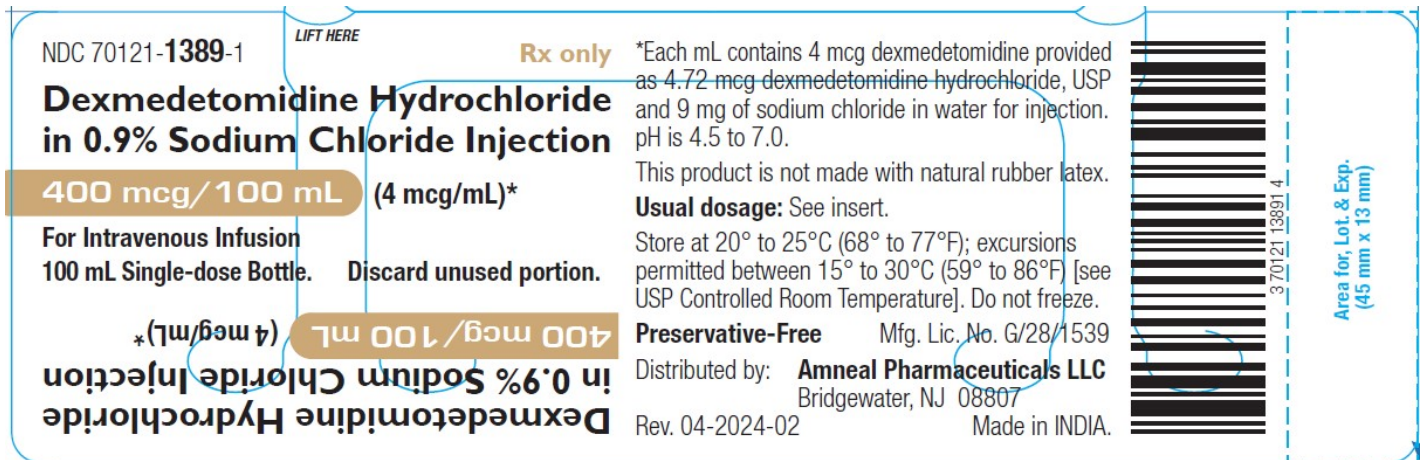 LIFT HERE
NDC 70121-1389-1
Rx only
Dexmedetomidine Hydrochloride
in 0.9% Sodium Chloride Injection
400 mcg/100 mL (4 mcg/mL)*
For Intravenous Infusion
100 mL Single-dose Bottle. Discard unused portion.
Dexmedetomidine Hydrochloride
in 0.9% Sodium Chloride Injection
400 mcg/100 mL (4 mcg/mL)*
*Each mL contains 4 mcg dexmedetomidine provided
as 4.72 mcg dexmedetomidine hydrochloride, USP
and 9 mg of sodium chloride in water for injection.
pH is 4.5 to 7.0.
This product is not made with natural rubber latex.
Usual dosage: See insert.
Store at 20° to 25°C (68° to 77°F); excursions
permitted between 15° to 30°C (59° to 86°F) [see
USP Controlled Room Temperature]. Do not freeze.
Preservative-Free Mfg. Lic. No. G/28/1539
Distributed by: Amneal Pharmaceuticals LLC
Bridgewater, NJ 08807
Rev. 04-2024-02 Made in INDIA.
3 70121 13891 4
Area for, Lot. & Exp.
(45 mm x 13 mm)